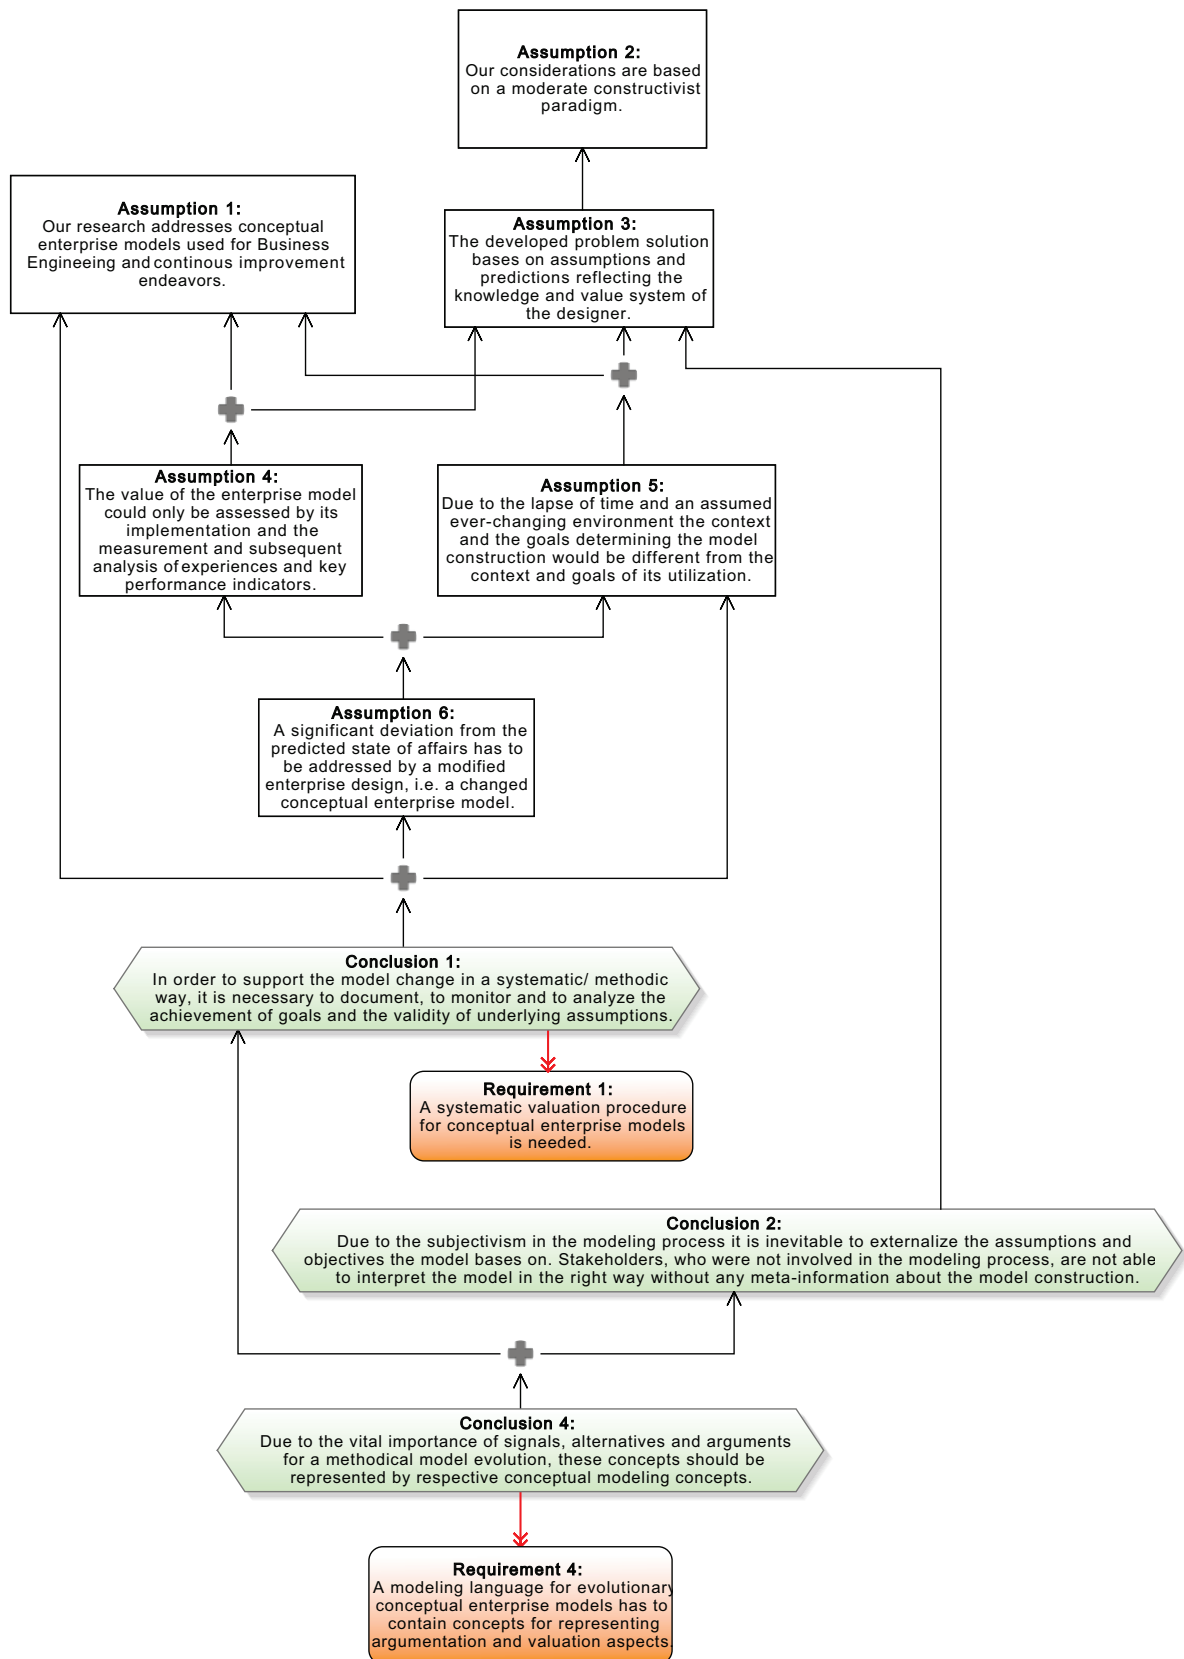 Assumption 2:
Our considerations are based
on a moderate constructivist
paradigm.
Assumption 1:
Our research addresses conceptual
enterprise models used for Business
Engineeing and continous improvement
endeavors.
Assumption 3:
The developed problem solution
bases on assumptions and
predictions reflecting the
knowledge and value system of
the designer.
Assumption 4:
The value of the enterprise model
could only be assessed by its
implementation and the
measurement and subsequent
analysis of experiences and key
performance indicators.
Assumption 5:
Due to the lapse of time and an assumed
ever-changing environment the context
and the goals determining the model
construction would be different from the
context and goals of its utilization.
Assumption 6:
A significant deviation from the
predicted state of affairs has to
be addressed by a modified
enterprise design, i.e. a changed
conceptual enterprise model.
Conclusion 1:
In order to support the model change in a systematic/ methodic
way, it is necessary to document, to monitor and to analyze the
achievement of goals and the validity of underlying assumptions.
Requirement 1:
A systematic valuation procedure
for conceptual enterprise models
is needed.
Conclusion 2:
Due to the subjectivism in the modeling process it is inevitable to externalize the assumptions and
objectives the model bases on. Stakeholders, who were not involved in the modeling process, are not able
to interpret the model in the right way without any meta-information about the model construction.
Conclusion 4:
Due to the vital importance of signals, alternatives and arguments
for a methodical model evolution, these concepts should be
represented by respective conceptual modeling concepts.
Requirement 4:
A modeling language for evolutionary
conceptual enterprise models has to
contain concepts for representing
argumentation and valuation aspects.